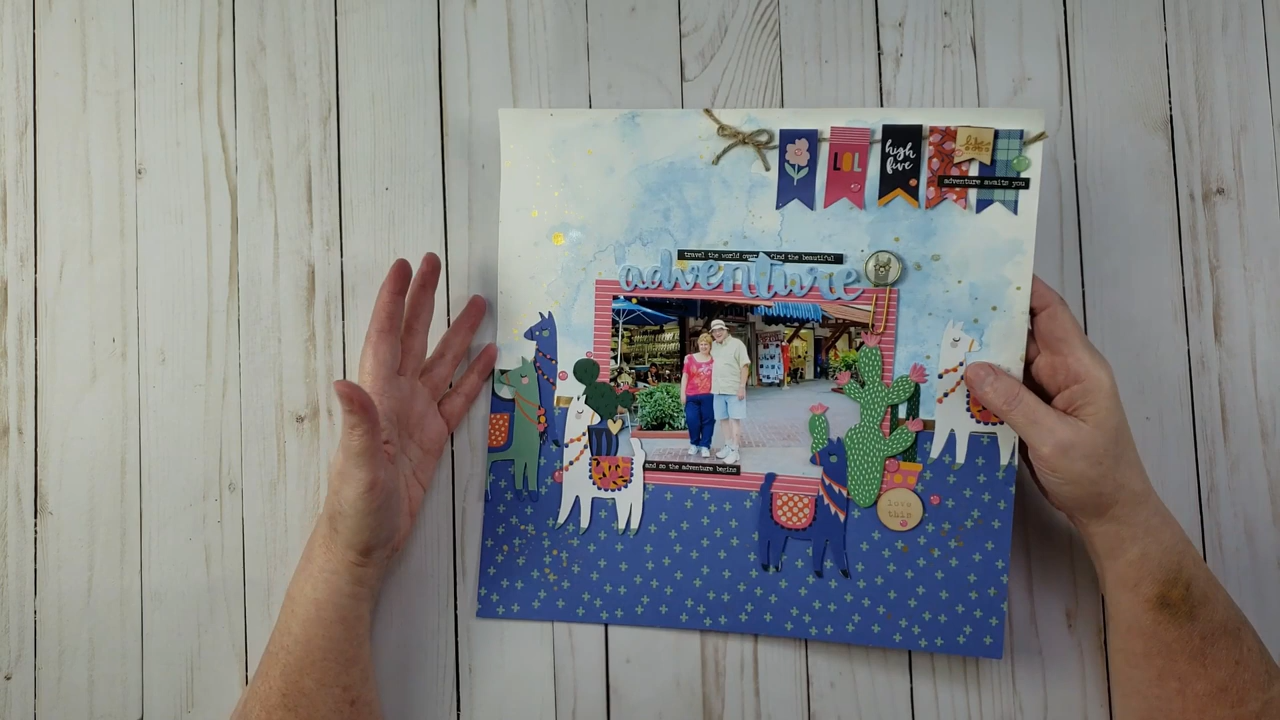 LOL
high
five
adventure awaits you
travel the world over find the beautiful
adventure
and so the adventure begins
love
this